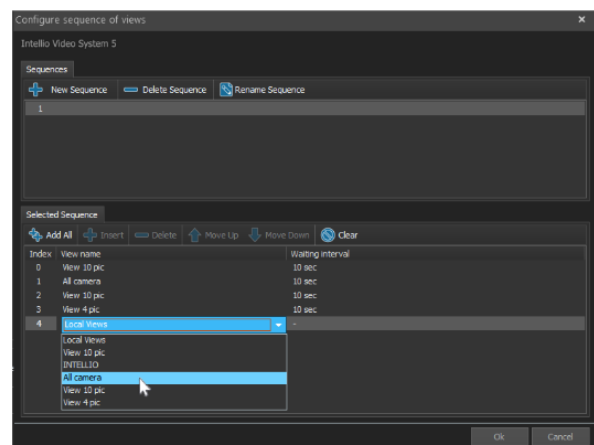 Configure sequence of views ×
Intellio Video System 5
Sequences
New Sequence Delete Sequence Rename Sequence
1
Selected Sequence
Add All Insert Delete Move Up Move Down Clear
Index View name Waiting interval
0 View 10 pic 10 sec
1 All camera 10 sec
2 View 10 pic 10 sec
3 View 4 pic 10 sec
4 Local Views -
Local Views
View 10 pic
INTELLIO
All camera
View 10 pic
View 4 pic
Ok Cancel